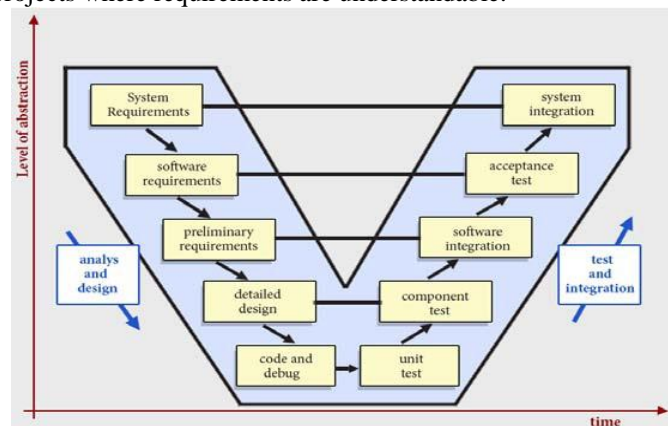 projects where requirements are understandable.
Level of abstraction
System
Requirements
system
integration
software
requirements
acceptance
test
preliminary
requirements
software
integration
analys
and
design
test
and
integration
detailed
design
component
test
code and
debug
unit
test
time